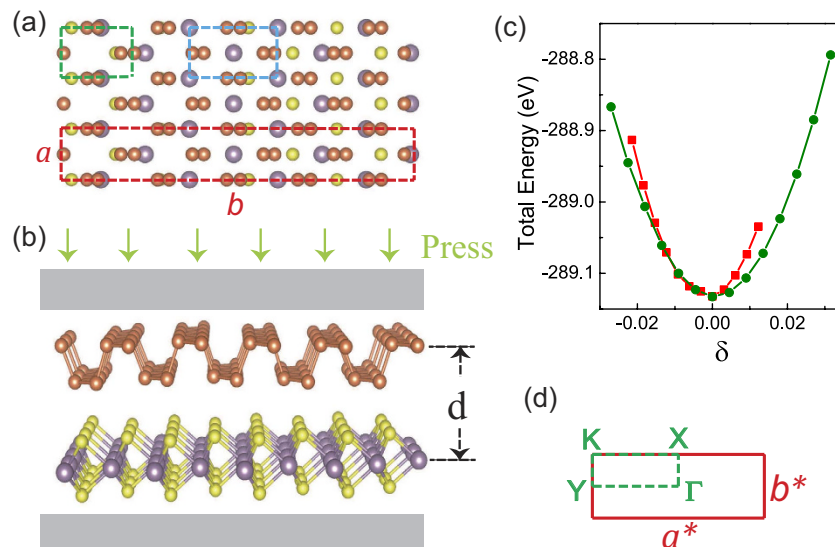 (a)
a
b
(b)
Press
d
(c)
Total Energy (eV)
-288.8
-288.9
-289.0
-289.1
-0.02 0.00 0.02
δ
(d)
K X
Y Γ b*
a*